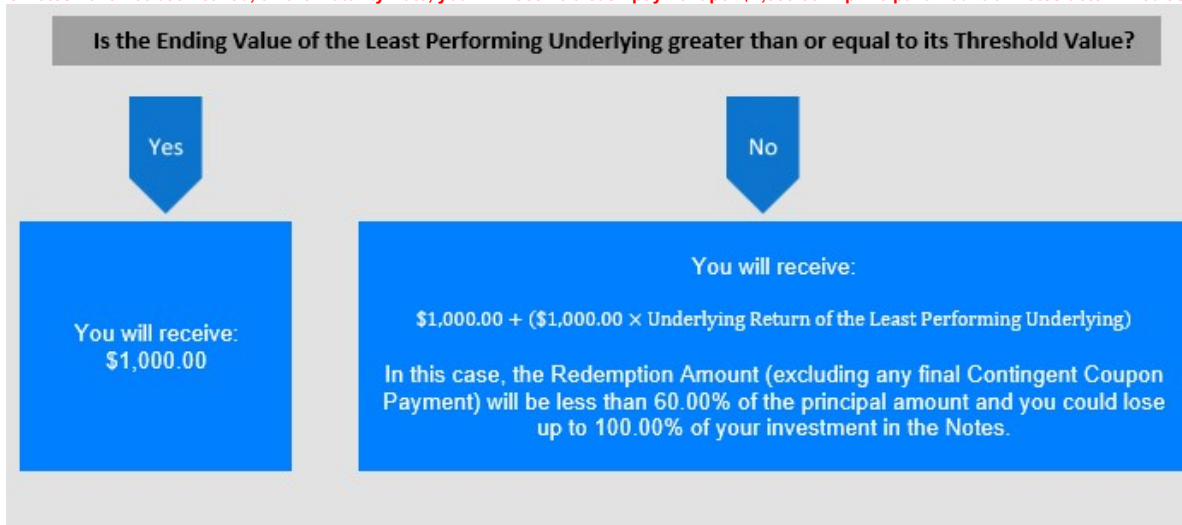 Is the Ending Value of the Least Performing Underlying greater than or equal to its Threshold Value?
Yes
No
You will receive:
$1,000.00
You will receive:
$1,000.00 + ($1,000.00 × Underlying Return of the Least Performing Underlying)
In this case, the Redemption Amount (excluding any final Contingent Coupon
Payment) will be less than 60.00% of the principal amount and you could lose
up to 100.00% of your investment in the Notes.